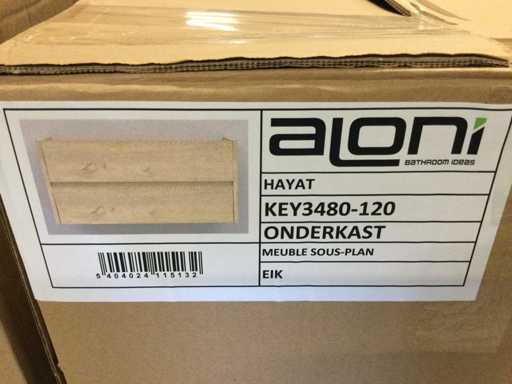 aloni
BATHROOM IDEAS
HAYAT
KEY3480-120
ONDERKAST
MEUBLE SOUS-PLAN
EIK
5 404024 115132